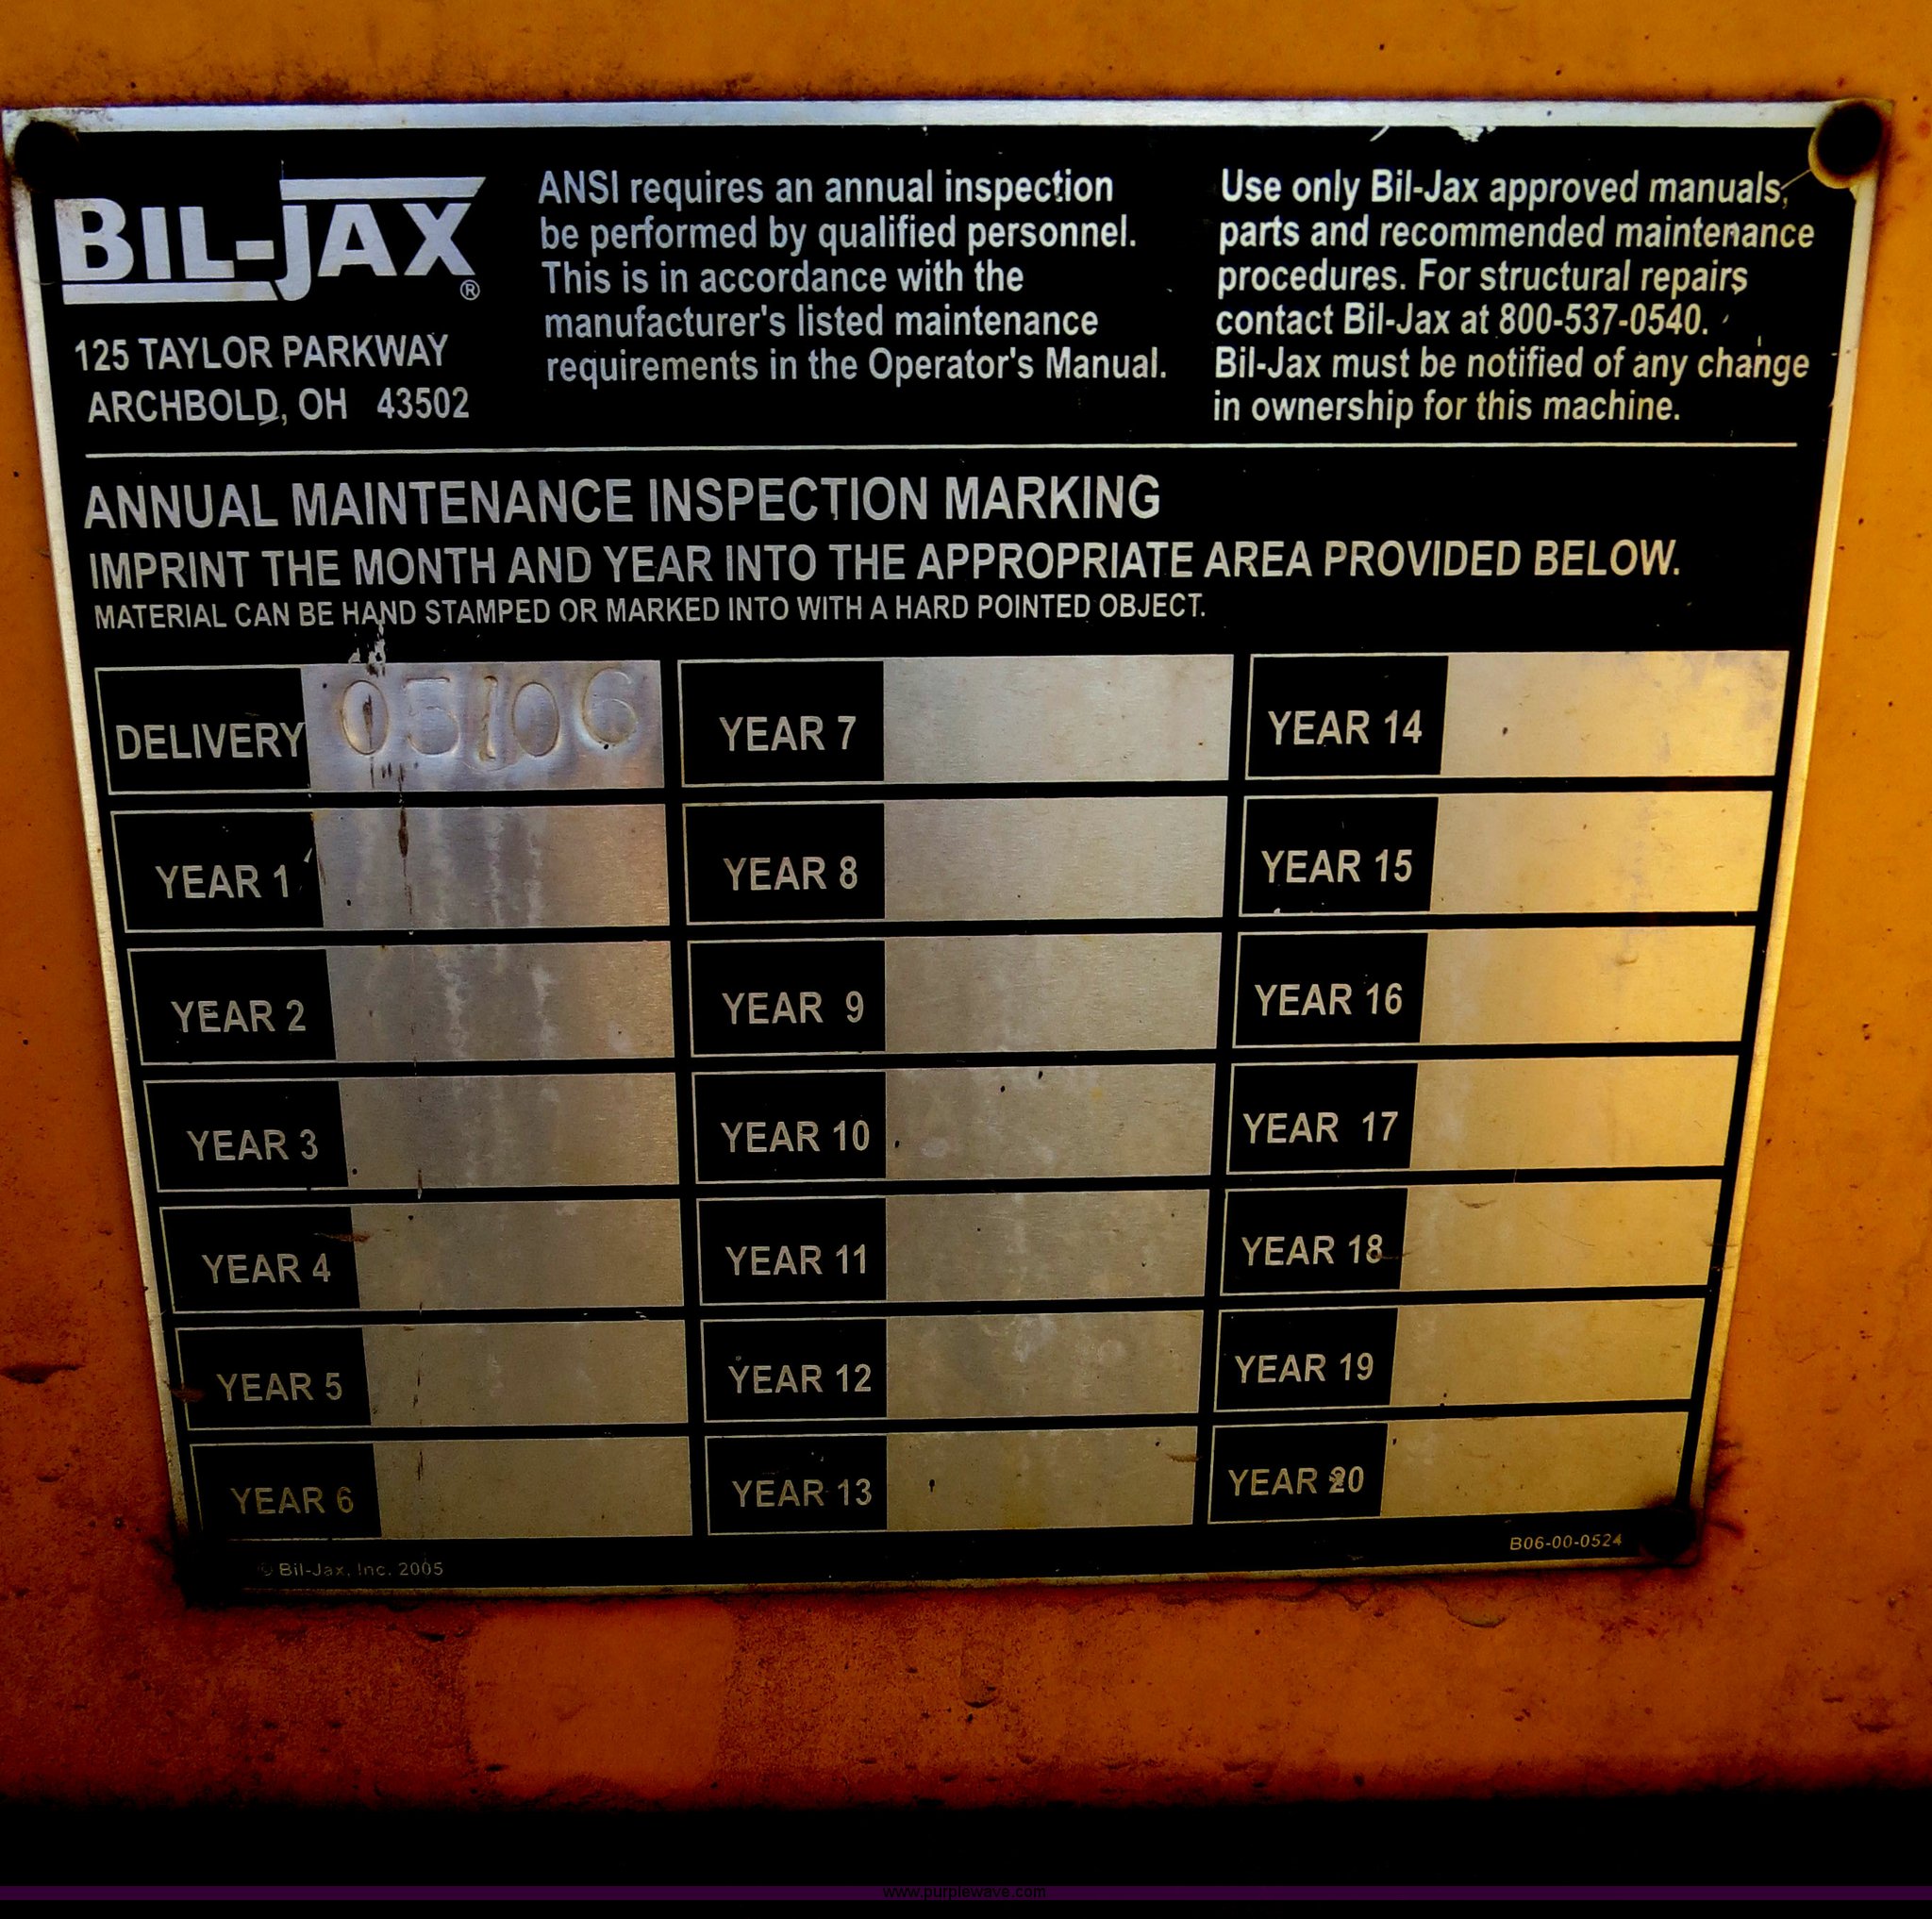 BIL-JAX®
125 TAYLOR PARKWAY
ARCHBOLD, OH 43502
ANSI requires an annual inspection
be performed by qualified personnel.
This is in accordance with the
manufacturer's listed maintenance
requirements in the Operator's Manual.
Use only Bil-Jax approved manuals,
parts and recommended maintenance
procedures. For structural repairs
contact Bil-Jax at 800-537-0540.
Bil-Jax must be notified of any change
in ownership for this machine.
ANNUAL MAINTENANCE INSPECTION MARKING
IMPRINT THE MONTH AND YEAR INTO THE APPROPRIATE AREA PROVIDED BELOW.
MATERIAL CAN BE HAND STAMPED OR MARKED INTO WITH A HARD POINTED OBJECT.
DELIVERY 05/06
YEAR 1
YEAR 2
YEAR 3
YEAR 4
YEAR 5
YEAR 6
YEAR 7
YEAR 8
YEAR 9
YEAR 10
YEAR 11
YEAR 12
YEAR 13
YEAR 14
YEAR 15
YEAR 16
YEAR 17
YEAR 18
YEAR 19
YEAR 20
© Bil-Jax, Inc. 2005
B06-00-0524
www.purplewave.com